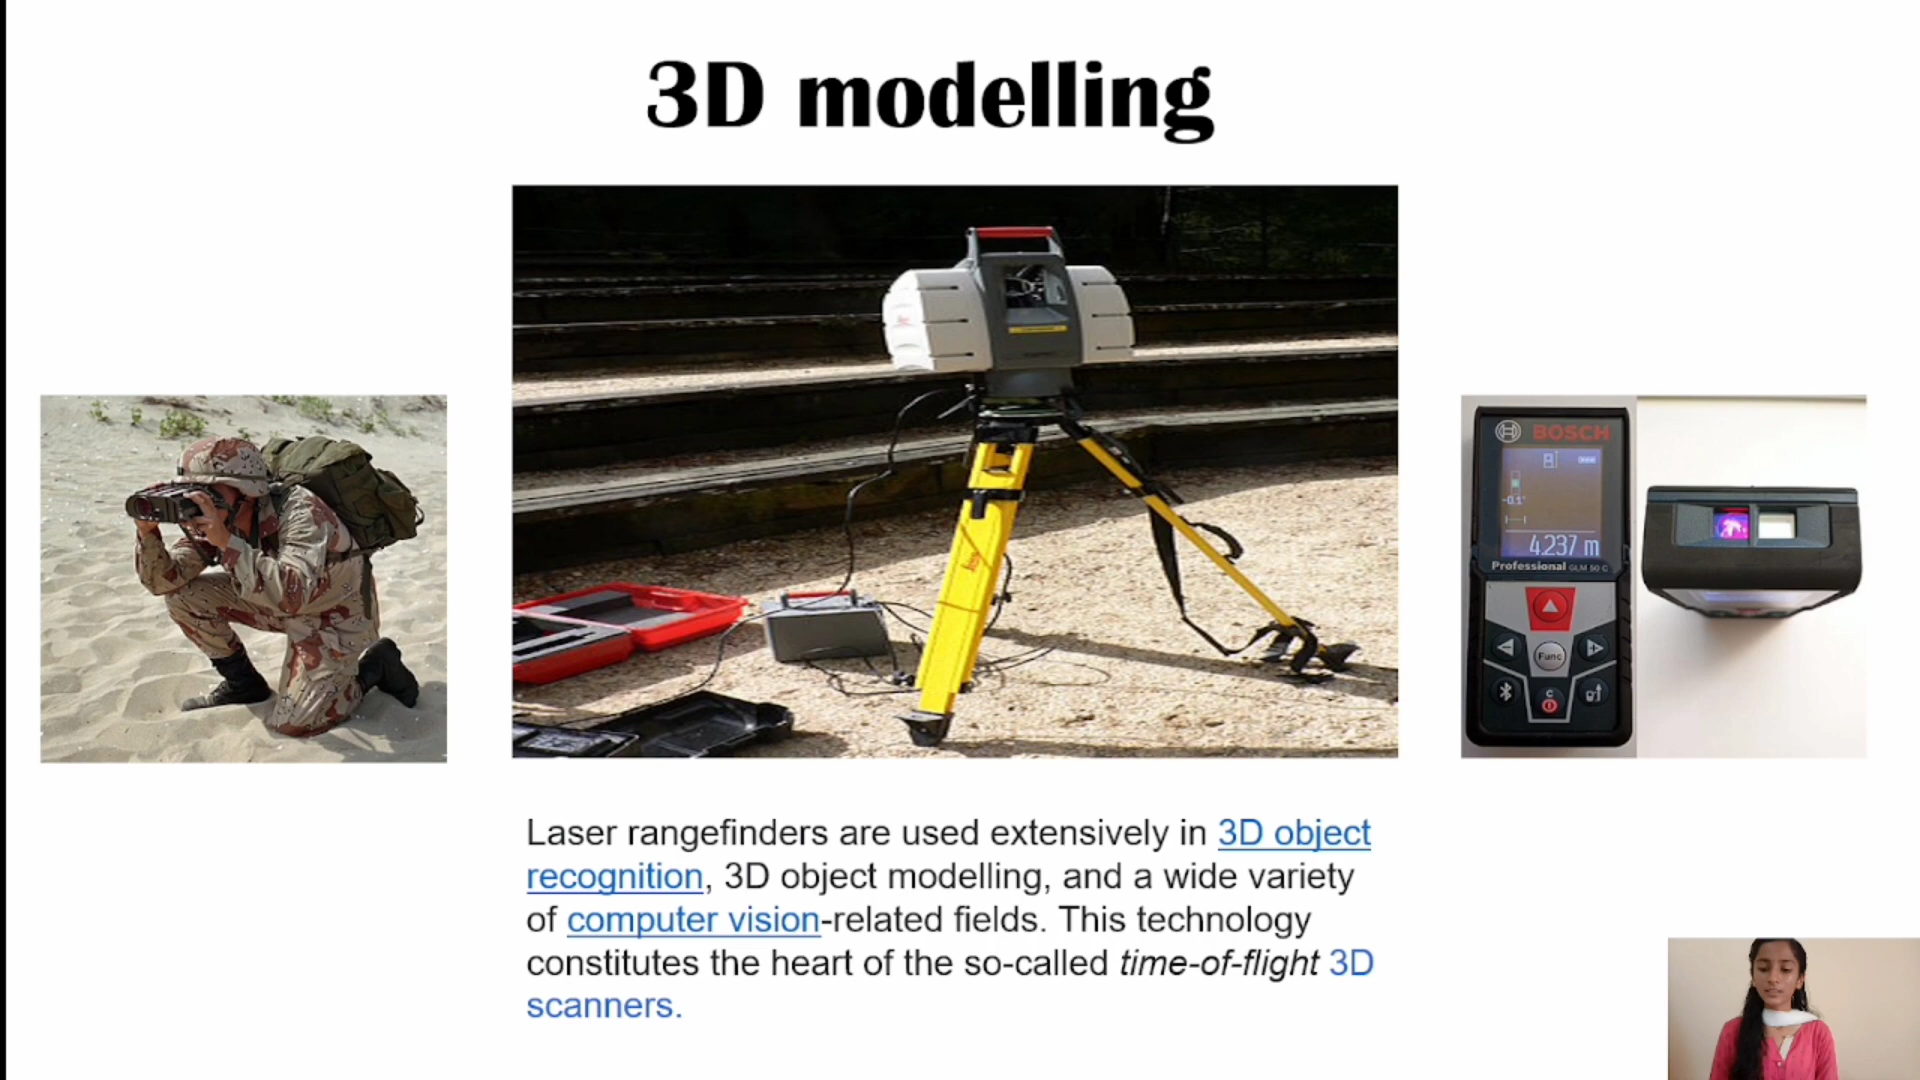 3D modelling
BOSCH
-0.1°
4.237 m
Professional GLM 50 C
Func
C
Laser rangefinders are used extensively in 3D object
recognition, 3D object modelling, and a wide variety
of computer vision-related fields. This technology
constitutes the heart of the so-called time-of-flight 3D
scanners.